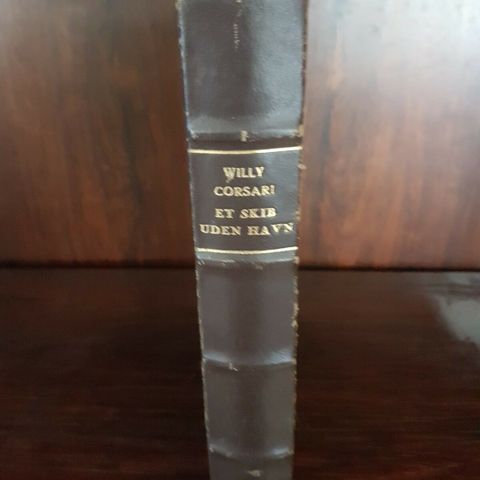 WILLY
CORSARI
ET SKIB
UDEN HAVN